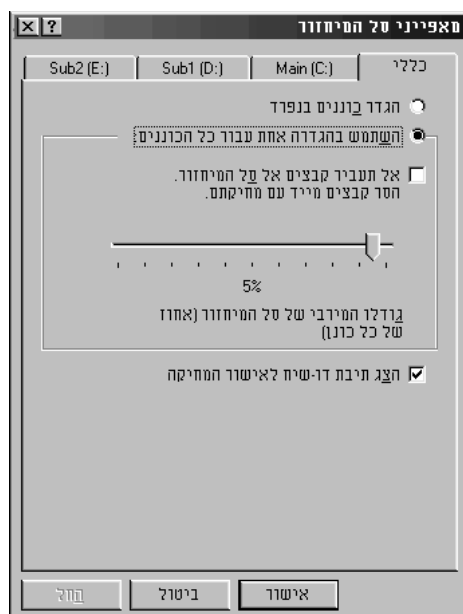 מאפייני סל המיחזור
כללי
Main (C:)
Sub1 (D:)
Sub2 (E:)
הגדר כוננים בנפרד
השתמש בהגדרה אחת עבור כל הכוננים:
אל תעביר קבצים אל סל המיחזור.
הסר קבצים מייד עם מחיקתם.
5%
גודלו המירבי של סל המיחזור (אחוז
של כל כונן)
הצג תיבת דו-שיח לאישור המחיקה
אישור
ביטול
החל